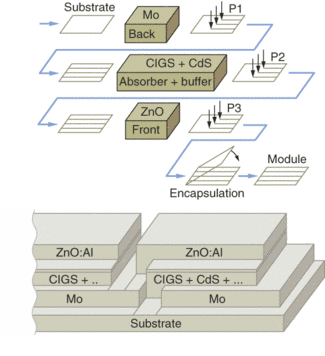 Substrate
Mo
Back
P1
CIGS + CdS
Absorber + buffer
P2
ZnO
Front
P3
Module
Encapsulation
ZnO:Al
ZnO:Al
CIGS + ..
CIGS + CdS + ...
Mo
Mo
Substrate